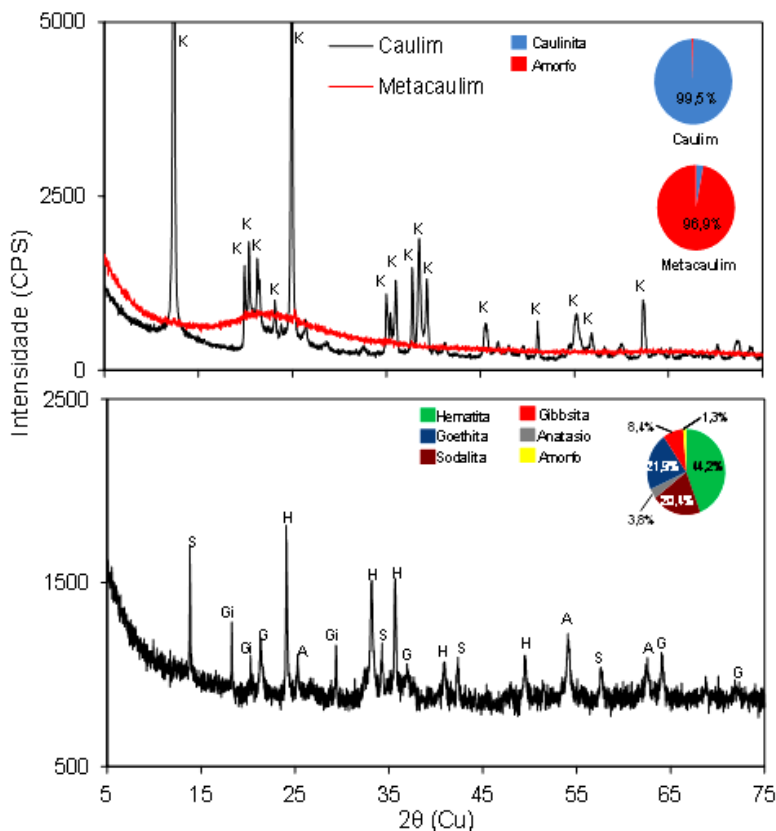 Intensidade (CPS)
5000
2500
0
K
K
Caulim
Metacaulim
Caulinita
Amorfo
99,5%
Caulim
96,9%
Metacaulim
K
K
K
K
K
K
K
K
K
K
K
K
K
K
2500
1500
500
Hematita
Gibbsita
Goethita
Anatasio
Sodalita
Amorfo
8,4%
1,3%
21,9%
44,2%
20,4%
3,8%
S
Gi
Gi
G
H
A
Gi
H
S
H
G
H
S
H
A
S
A
G
G
5
15
25
35
45
55
65
75
2θ (Cu)